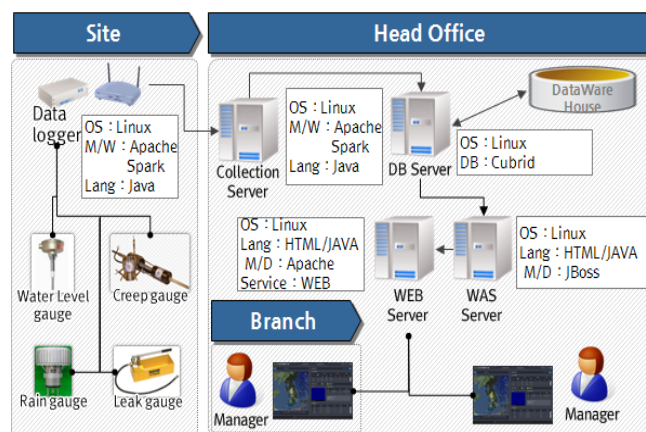 Site
Head Office
Data
logger
OS : Linux
M/W : Apache
Spark
Lang : Java
Water Level
gauge
Creep gauge
Rain gauge
Leak gauge
Collection
Server
OS : Linux
M/W : Apache
Spark
Lang : Java
DB Server
DataWare
House
OS : Linux
DB : Cubrid
OS : Linux
Lang : HTML/JAVA
M/D : Apache
Service : WEB
WEB
Server
WAS
Server
OS : Linux
Lang : HTML/JAVA
M/D : JBoss
Branch
Manager
Manager